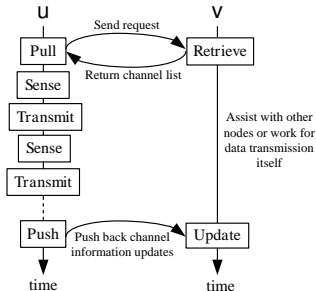 u
v
Send request
Pull
Retrieve
Return channel list
Sense
Transmit
Sense
Transmit
Assist with other
nodes or work for
data transmission
itself
Push
Update
Push back channel
information updates
time
time